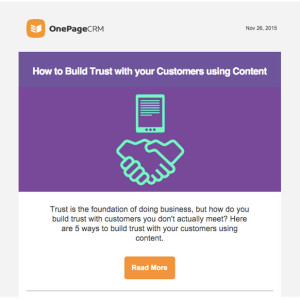 OnePageCRM
Nov 26, 2015
How to Build Trust with your Customers using Content
Trust is the foundation of doing business, but how do you
build trust with customers you don't actually meet? Here
are 5 ways to build trust with your customers using
content.
Read More